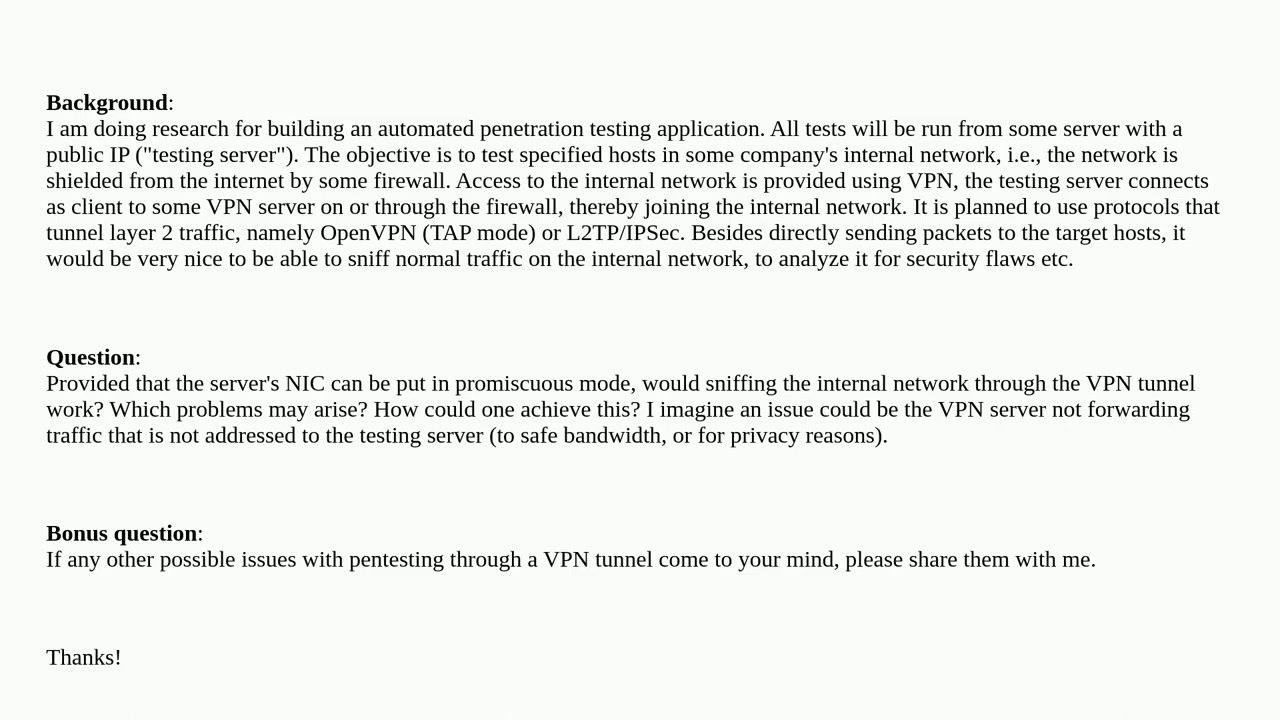 Background:
I am doing research for building an automated penetration testing application. All tests will be run from some server with a
public IP ("testing server"). The objective is to test specified hosts in some company's internal network, i.e., the network is
shielded from the internet by some firewall. Access to the internal network is provided using VPN, the testing server connects
as client to some VPN server on or through the firewall, thereby joining the internal network. It is planned to use protocols that
tunnel layer 2 traffic, namely OpenVPN (TAP mode) or L2TP/IPSec. Besides directly sending packets to the target hosts, it
would be very nice to be able to sniff normal traffic on the internal network, to analyze it for security flaws etc.
Question:
Provided that the server's NIC can be put in promiscuous mode, would sniffing the internal network through the VPN tunnel
work? Which problems may arise? How could one achieve this? I imagine an issue could be the VPN server not forwarding
traffic that is not addressed to the testing server (to safe bandwidth, or for privacy reasons).
Bonus question:
If any other possible issues with pentesting through a VPN tunnel come to your mind, please share them with me.
Thanks!